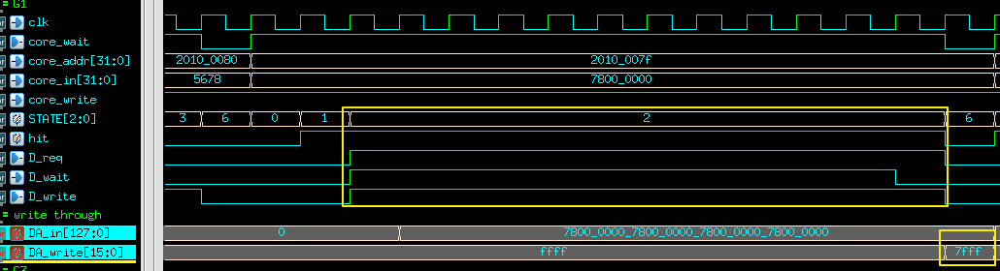 = G1
clk
core_wait
core_addr[31:0] 2010_0080 2010_007f
core_in[31:0] 5678 7800_0000
core_write
STATE[2:0] 3 6 0 1 2 6
hit
D_req
D_wait
D_write
= write through
DA_in[127:0] 0 7800_0000_7800_0000_7800_0000_7800_0000
DA_write[15:0] ffff 7fff